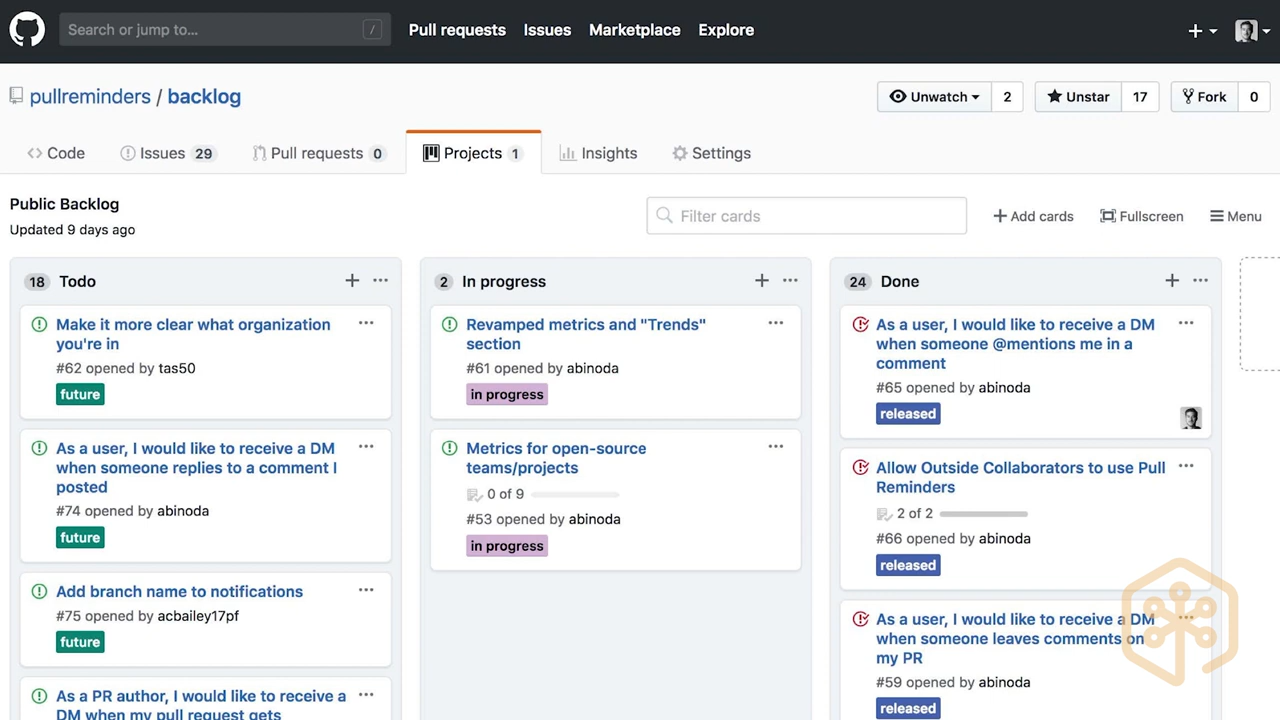 Search or jump to... /
Pull requests Issues Marketplace Explore
pullreminders / backlog
Unwatch 2 Unstar 17 Fork 0
Code Issues 29 Pull requests 0 Projects 1 Insights Settings
Public Backlog
Updated 9 days ago
Filter cards
Add cards Fullscreen Menu
18 Todo
Make it more clear what organization
you're in
#62 opened by tas50
future
As a user, I would like to receive a DM
when someone replies to a comment I
posted
#74 opened by abinoda
future
Add branch name to notifications
#75 opened by acbailey17pf
future
As a PR author, I would like to receive a
DM when my pull request gets
2 In progress
Revamped metrics and "Trends"
section
#61 opened by abinoda
in progress
Metrics for open-source
teams/projects
0 of 9
#53 opened by abinoda
in progress
24 Done
As a user, I would like to receive a DM
when someone @mentions me in a
comment
#65 opened by abinoda
released
Allow Outside Collaborators to use Pull
Reminders
2 of 2
#66 opened by abinoda
released
As a user, I would like to receive a DM
when someone leaves comments on
my PR
#59 opened by abinoda
released